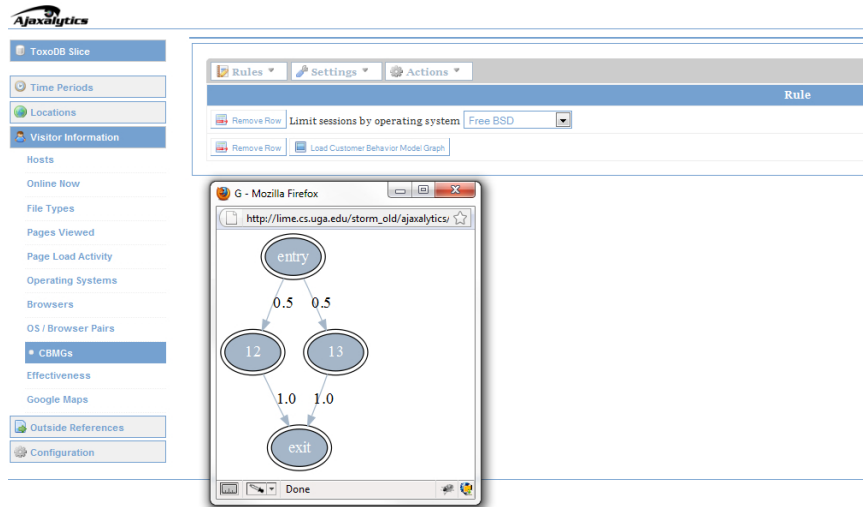 Ajaxalytics
ToxoDB Slice
Time Periods
Locations
Visitor Information
Hosts
Online Now
File Types
Pages Viewed
Page Load Activity
Operating Systems
Browsers
OS / Browser Pairs
CBMGs
Effectiveness
Google Maps
Outside References
Configuration
Rules Settings Actions
Rule
Remove Row Limit sessions by operating system Free BSD
Remove Row Load Customer Behavior Model Graph
G - Mozilla Firefox
http://lime.cs.uga.edu/storm_old/ajaxalytics/
entry
0.5 0.5
12 13
1.0 1.0
exit
Done